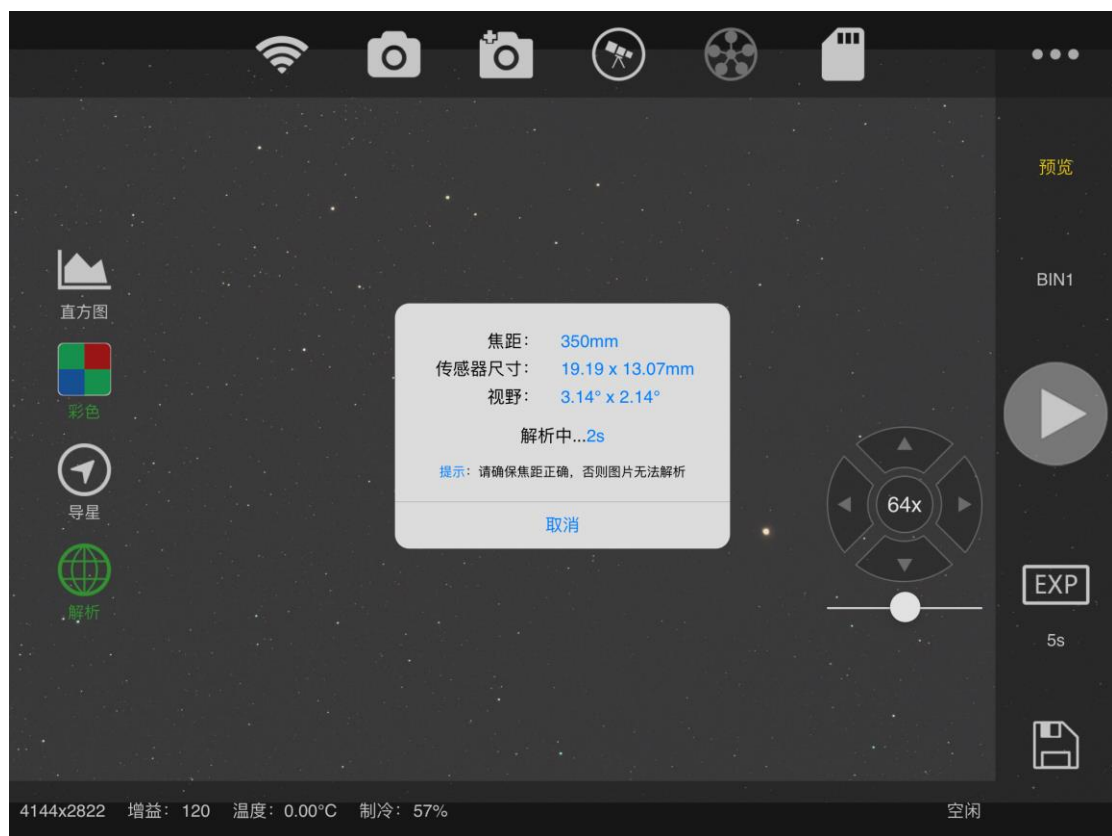 预览
BIN1
直方图
彩色
导星
解析
焦距： 350mm
传感器尺寸： 19.19 x 13.07mm
视野： 3.14° x 2.14°
解析中...2s
提示：请确保焦距正确，否则图片无法解析
取消
64x
EXP
5s
4144x2822 增益：120 温度：0.00°C 制冷：57% 空闲